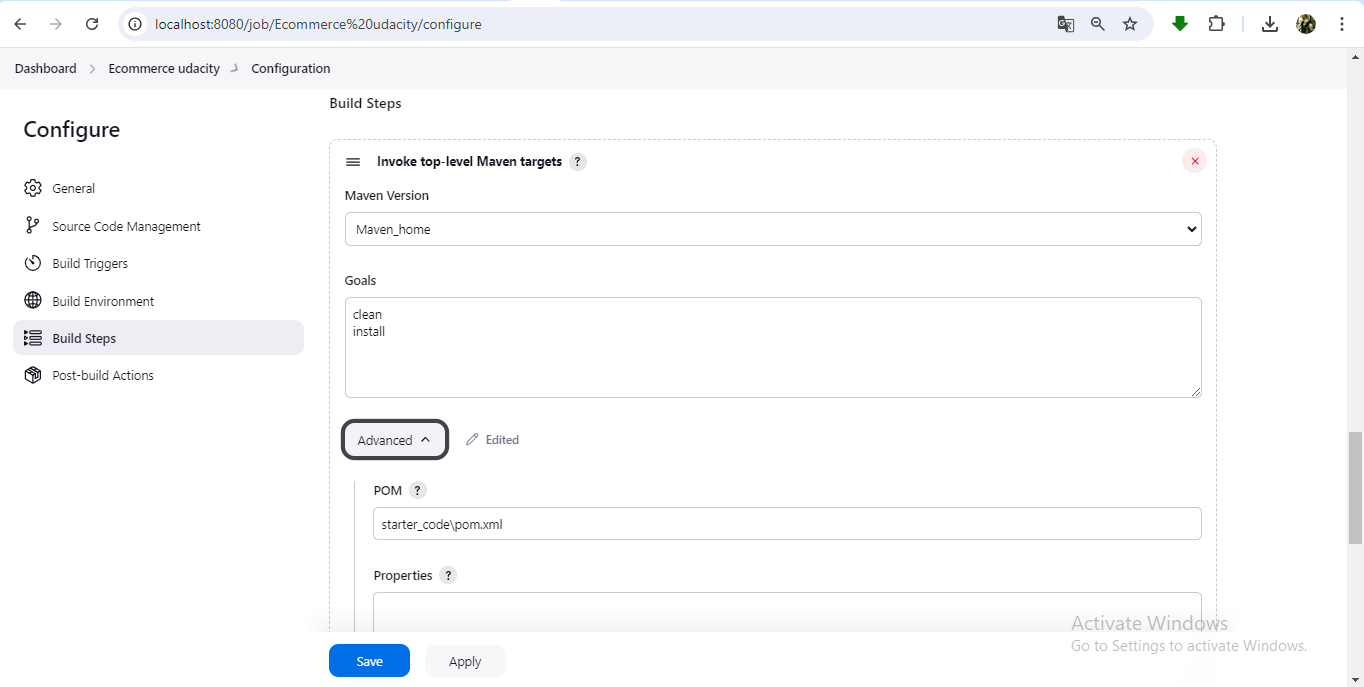 localhost:8080/job/Ecommerce%20udacity/configure
Dashboard Ecommerce udacity Configuration
Configure
General
Source Code Management
Build Triggers
Build Environment
Build Steps
Post-build Actions
Build Steps
Invoke top-level Maven targets ?
Maven Version
Maven_home
Goals
clean
install
Advanced Edited
POM ?
starter_code\pom.xml
Properties ?
Save Apply
Activate Windows
Go to Settings to activate Windows.